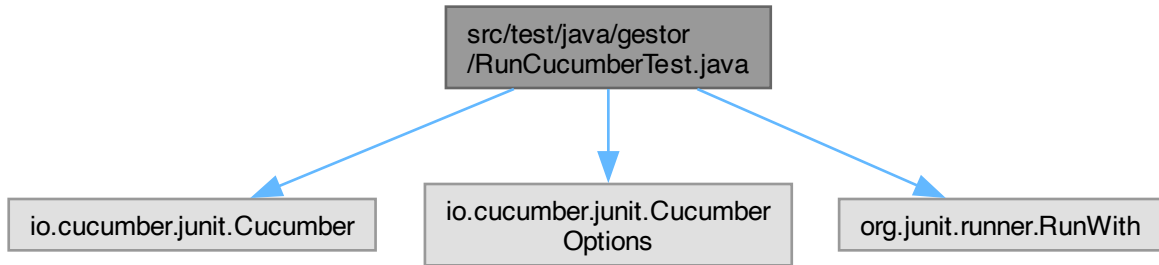 src/test/java/gestor
/RunCucumberTest.java
io.cucumber.junit.Cucumber
io.cucumber.junit.Cucumber
Options
org.junit.runner.RunWith